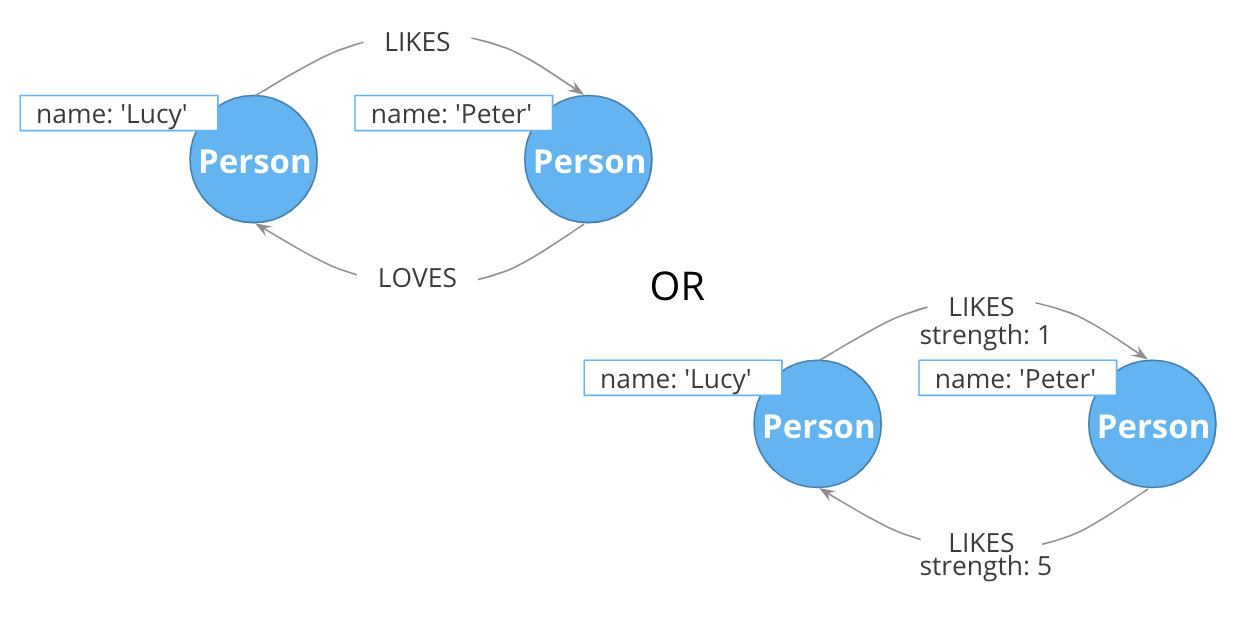 LIKES
name: 'Lucy'
name: 'Peter'
Person
Person
LOVES
OR
LIKES
strength: 1
name: 'Lucy'
name: 'Peter'
Person
Person
LIKES
strength: 5